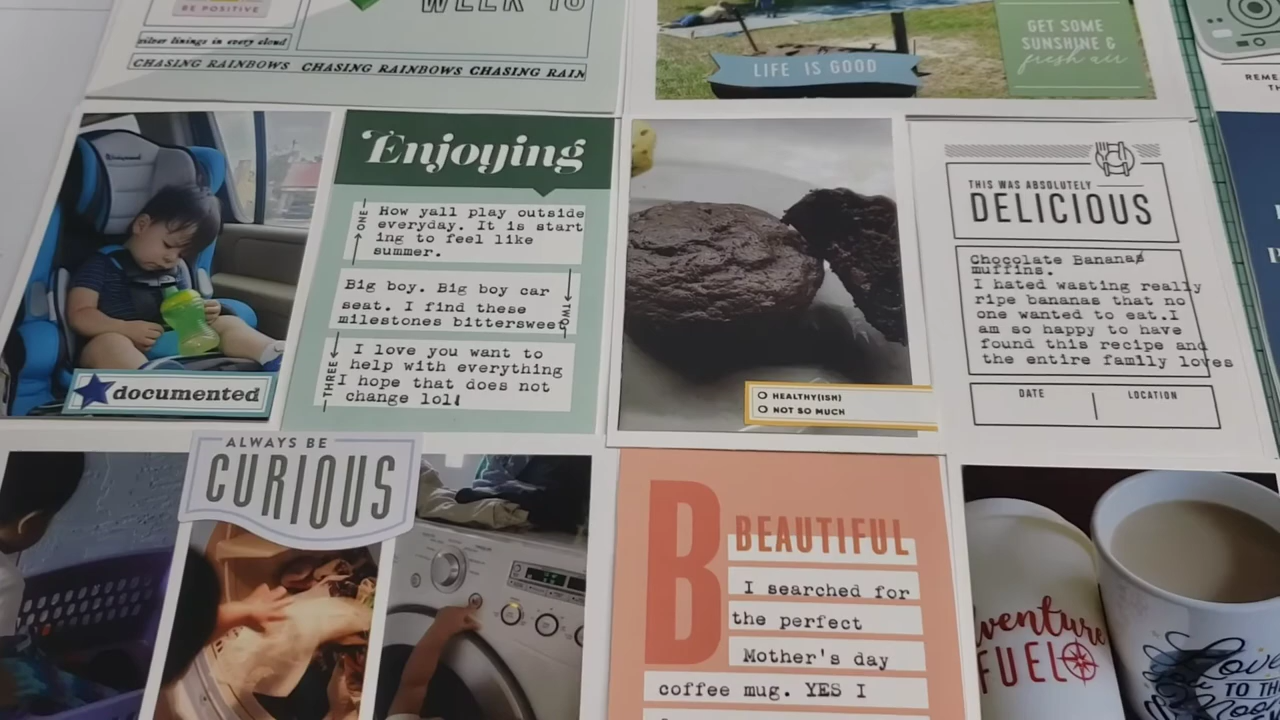 BE POSITIVE
WEEK 18
silver linings in every cloud
CHASING RAINBOWS CHASING RAINBOWS CHASING RAIN
LIFE IS GOOD
GET SOME
SUNSHINE &
fresh air
REME
TH
documented
Enjoying
ONE
How yall play outside
everyday. It is start
ing to feel like
summer.
Big boy. Big boy car
seat. I find these
milestones bittersweet
TWO
THREE
I love you want to
help with everything
I hope that does not
change lol!
HEALTHY(ISH)
NOT SO MUCH
THIS WAS ABSOLUTELY
DELICIOUS
Chocolate Banana
muffins.
I hated wasting really
ripe bananas that no
one wanted to eat.I
am so happy to have
found this recipe and
the entire family loves
DATE
LOCATION
ALWAYS BE
CURIOUS
B
BEAUTIFUL
I searched for
the perfect
Mother's day
coffee mug. YES I
venture
FUEL
Love
TO THE
Moon